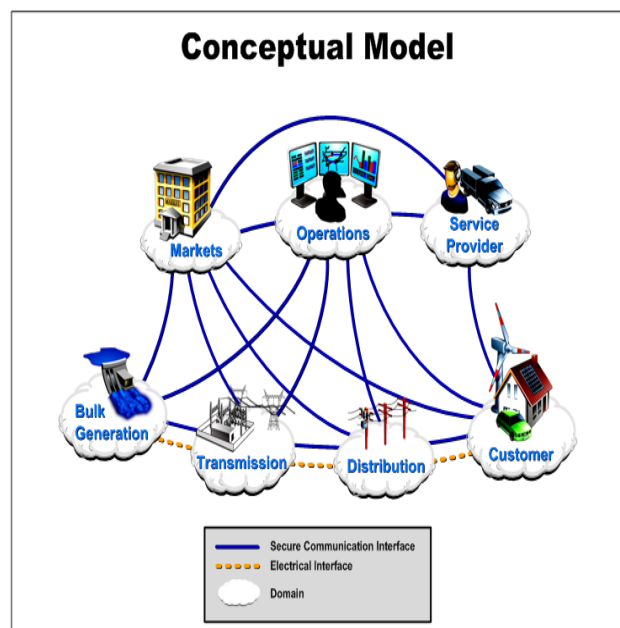 Conceptual Model
Markets
Operations
Service
Provider
Bulk
Generation
Transmission
Distribution
Customer
Secure Communication Interface
Electrical Interface
Domain